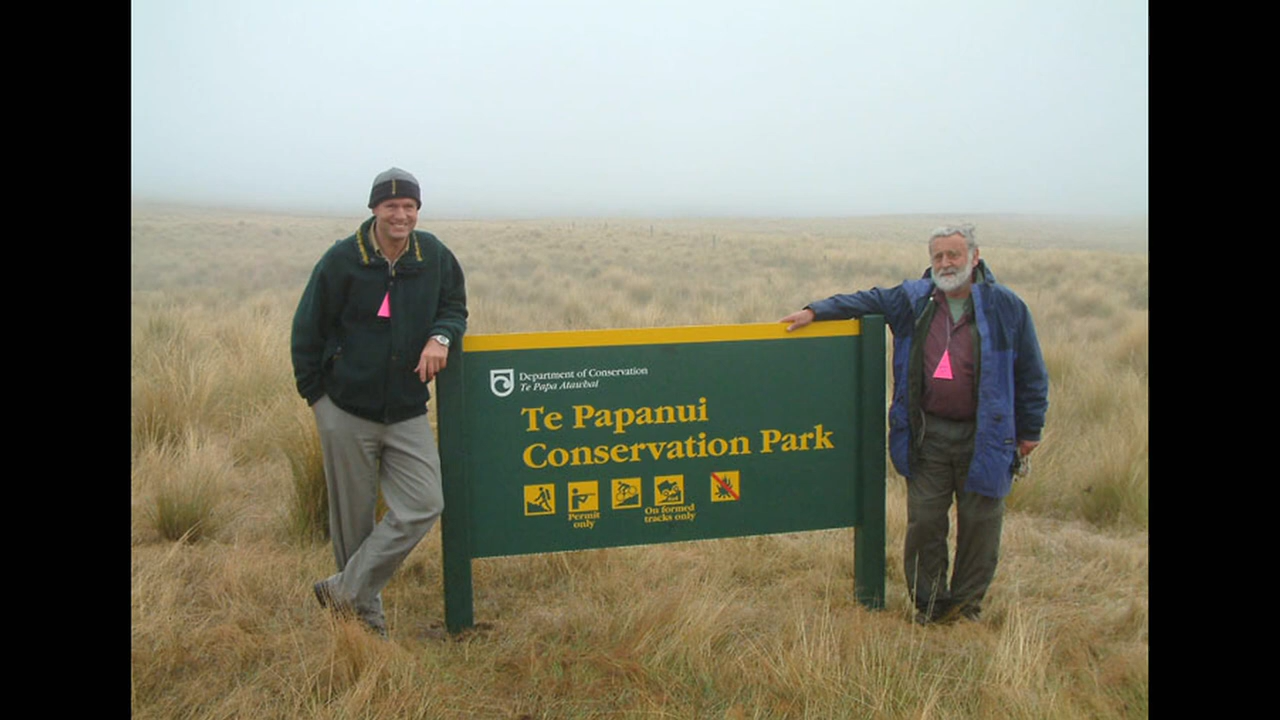 Department of Conservation
Te Papa Atawhai
Te Papanui
Conservation Park
Permit
only
On formed
tracks only